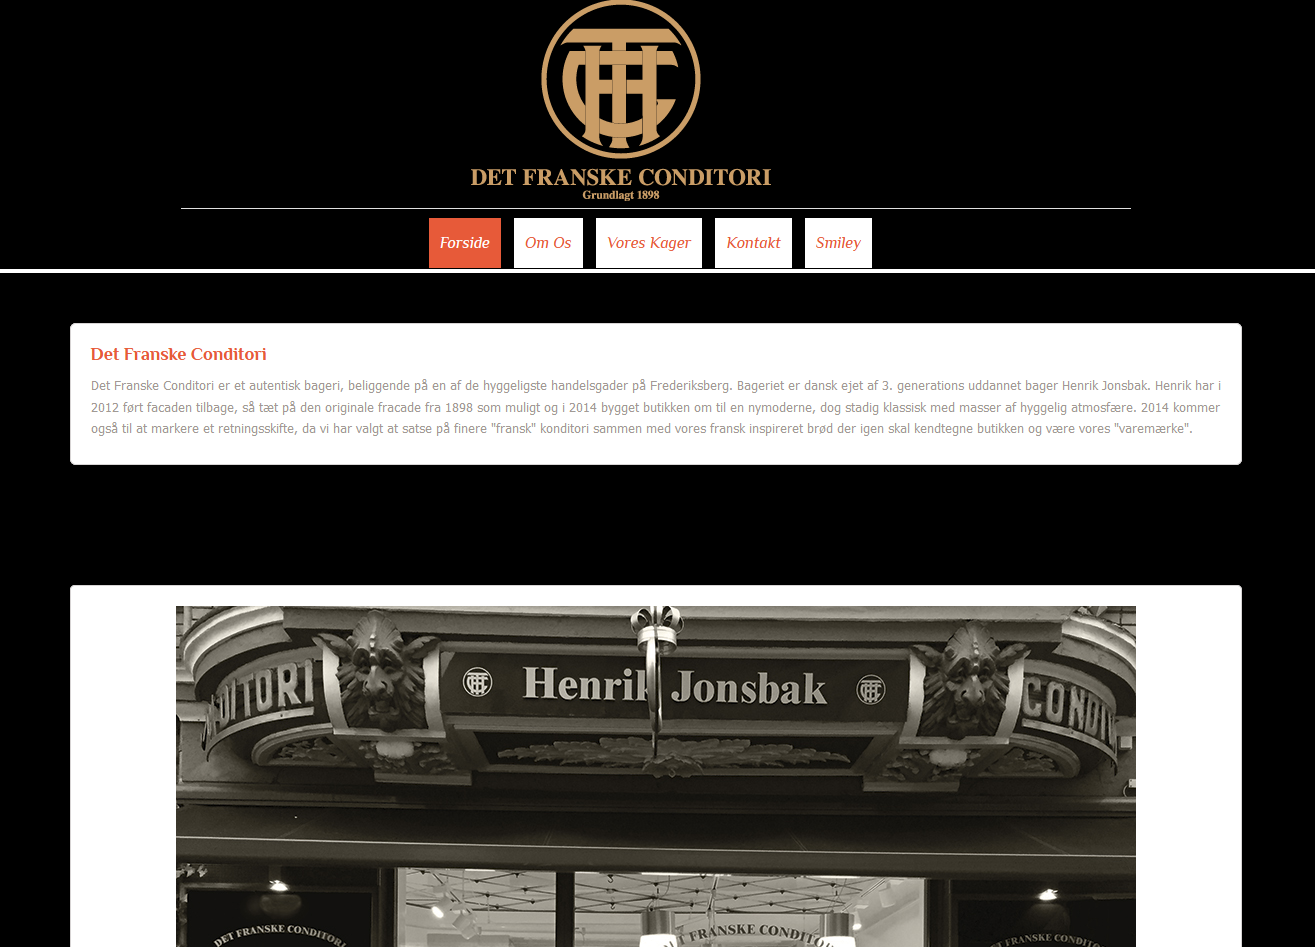 DET FRANSKE CONDITORI
Grundlagt 1898
Forside
Om Os
Vores Kager
Kontakt
Smiley
Det Franske Conditori
Det Franske Conditori er et autentisk bageri, beliggende på en af de hyggeligste handelsgader på Frederiksberg. Bageriet er dansk ejet af 3. generations uddannet bager Henrik Jonsbak. Henrik har i
2012 ført facaden tilbage, så tæt på den originale fracade fra 1898 som muligt og i 2014 bygget butikken om til en nymoderne, dog stadig klassisk med masser af hyggelig atmosfære. 2014 kommer
også til at markere et retningsskifte, da vi har valgt at satse på finere "fransk" konditori sammen med vores fransk inspireret brød der igen skal kendtegne butikken og være vores "varemærke".
Henrik Jonsbak
DITORI
CONDI
DET FRANSKE CONDITORI
FRANSKE CONDITO
FRANSKE CONDITO